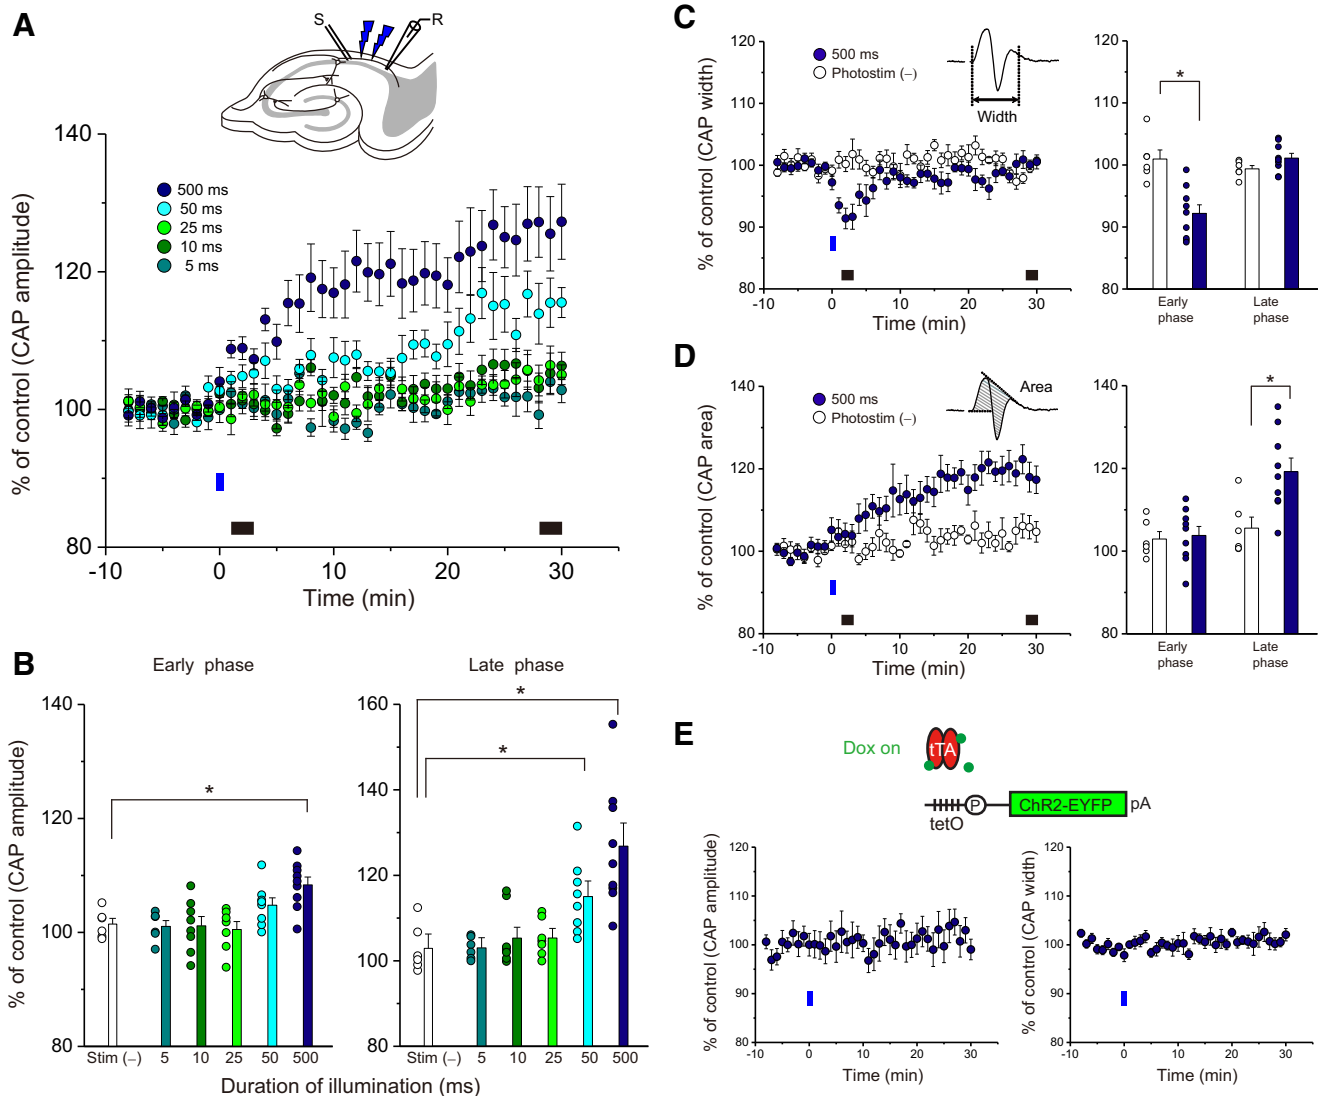 A
S
R
140
120
100
80
% of control (CAP amplitude)
500 ms
50 ms
25 ms
10 ms
5 ms
-10
0
10
20
30
Time (min)
B
Early phase
Late phase
140
120
100
80
% of control (CAP amplitude)
* 
Stim (−)
5
10
25
50
500
160
140
120
100
80
*
*
Stim (−)
5
10
25
50
500
Duration of illumination (ms)
C
120
110
100
90
80
% of control (CAP width)
500 ms
Photostim (−)
Width
-10
0
10
20
30
Time (min)
120
110
100
90
80
*
Early phase
Late phase
D
140
120
100
80
% of control (CAP area)
500 ms
Photostim (−)
Area
-10
0
10
20
30
Time (min)
140
120
100
80
*
Early phase
Late phase
E
Dox on
tTA
P
ChR2-EYFP
pA
tetO
120
110
100
90
80
% of control (CAP amplitude)
-10
0
10
20
30
Time (min)
120
110
100
90
80
% of control (CAP width)
-10
0
10
20
30
Time (min)